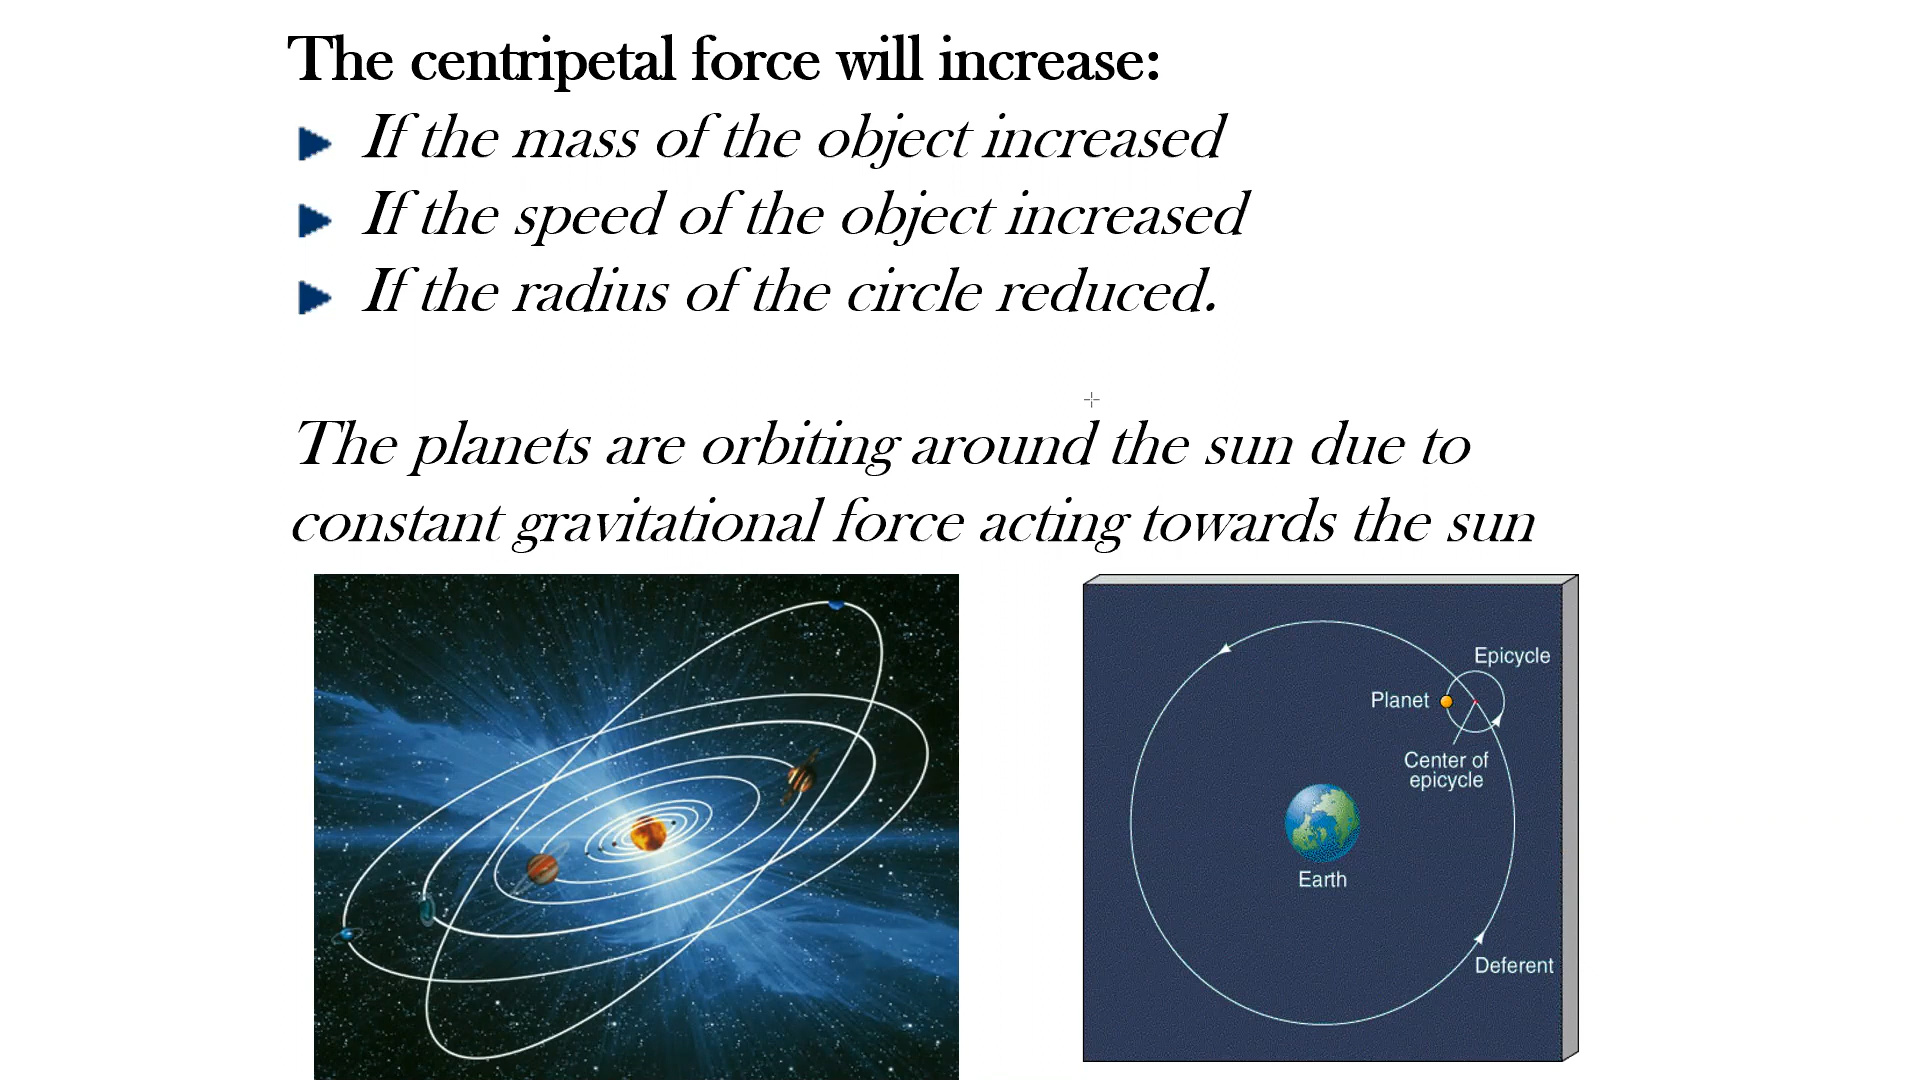 The centripetal force will increase:
If the mass of the object increased
If the speed of the object increased
If the radius of the circle reduced.
The planets are orbiting around the sun due to
constant gravitational force acting towards the sun
Epicycle
Planet
Center of
epicycle
Earth
Deferent